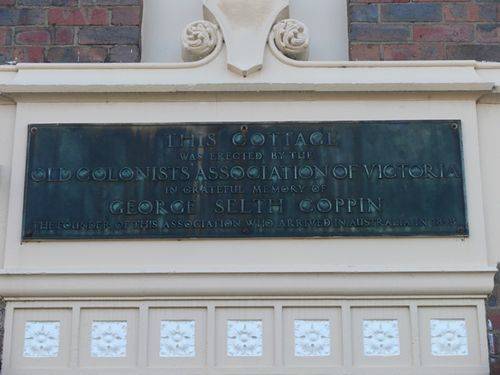 THIS COTTAGE
WAS ERECTED BY THE
OLD COLONISTS ASSOCIATION OF VICTORIA
IN GRATEFUL MEMORY OF
GEORGE SELTH COPPIN
THE FOUNDER OF THIS ASSOCIATION WHO ARRIVED IN AUSTRALIA IN